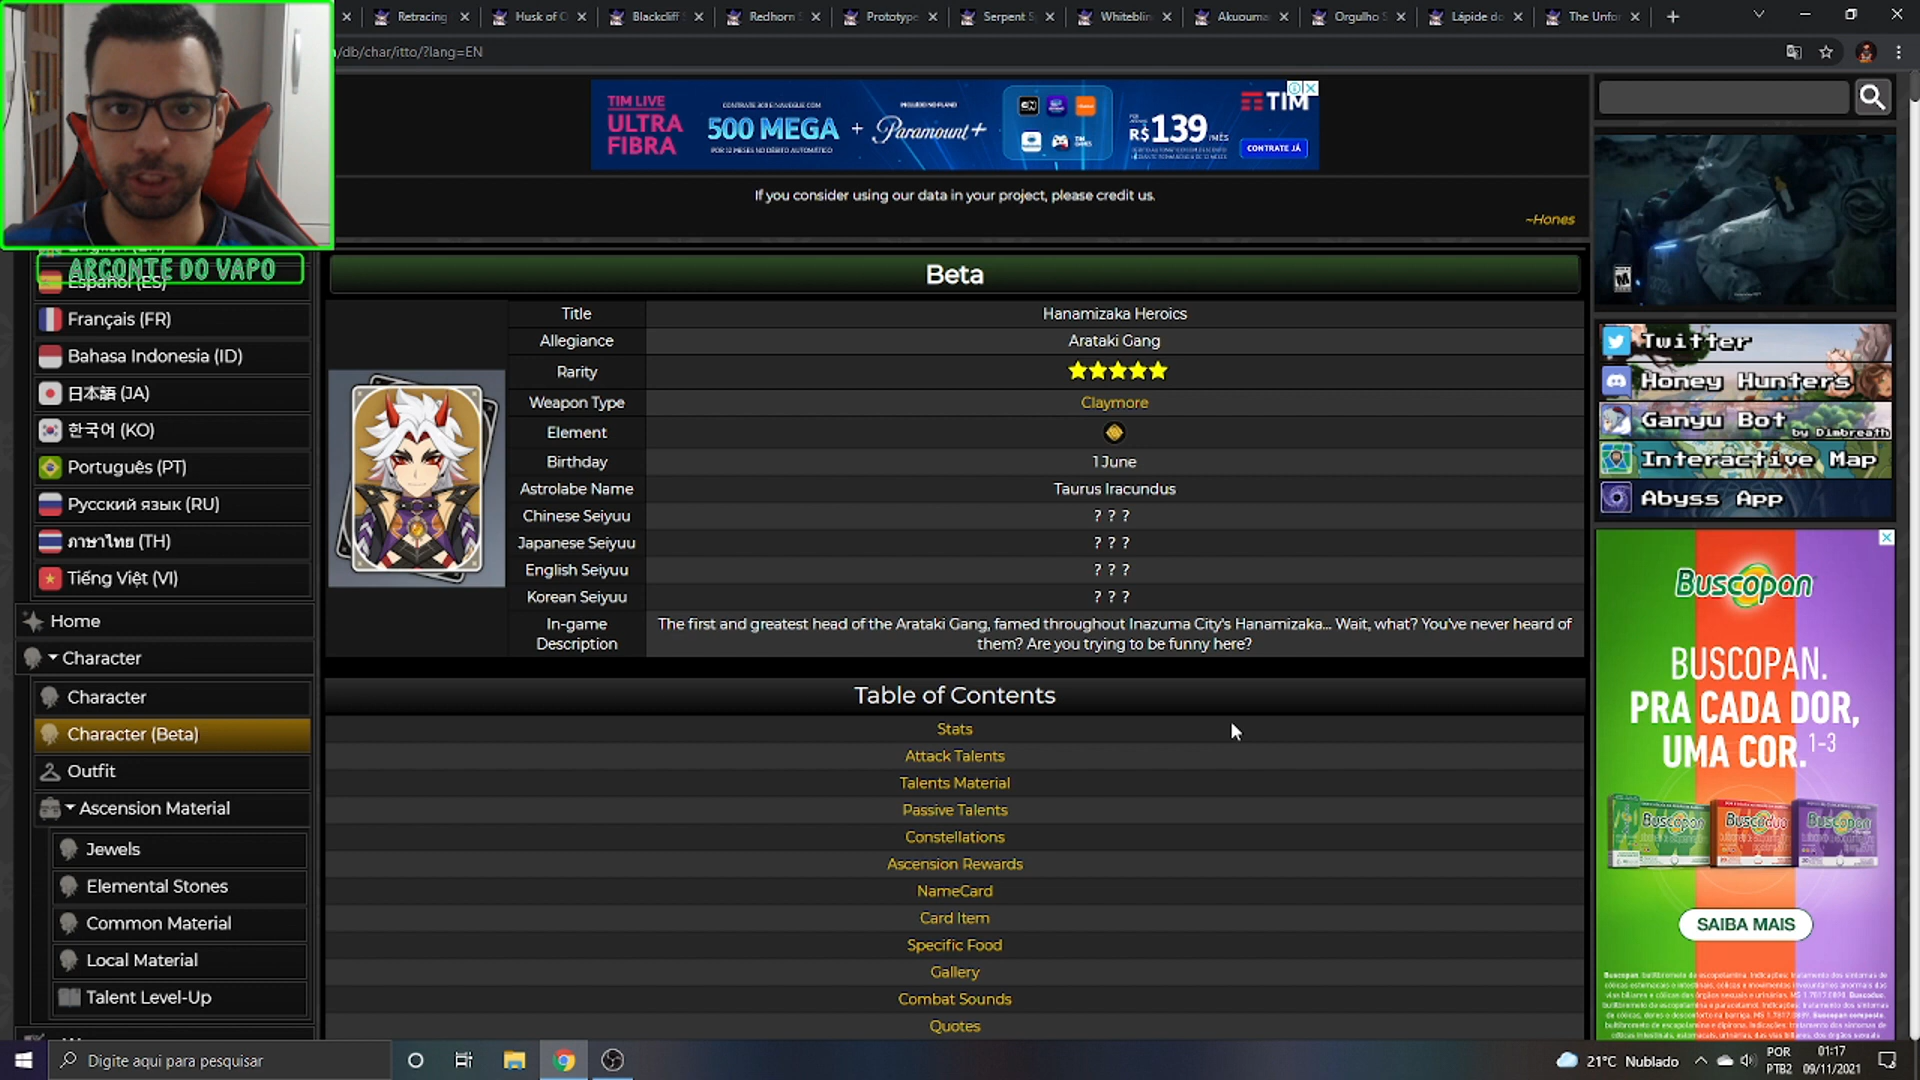 Retracing
Husk of O
Blackcliff
Redhorn
Prototype
Serpent S
Whiteblin
Akuouma
Orgulho
Lápide do
The Unfor
/db/char/itto/?lang=EN
TIM LIVE
ULTRA
FIBRA
500 MEGA
+
Paramount+
R$139
/MÊS
TIM
CONTRATE JÁ
If you consider using our data in your project, please credit us.
~Hones
ARCONTE DO VAPO
Español (ES)
Français (FR)
Bahasa Indonesia (ID)
日本語 (JA)
한국어 (KO)
Português (PT)
Русский язык (RU)
ภาษาไทย (TH)
Tiếng Việt (VI)
Home
Character
Character
Character (Beta)
Outfit
Ascension Material
Jewels
Elemental Stones
Common Material
Local Material
Talent Level-Up
Beta
Title Hanamizaka Heroics
Allegiance Arataki Gang
Rarity
Weapon Type Claymore
Element
Birthday 1 June
Astrolabe Name Taurus Iracundus
Chinese Seiyuu ? ? ?
Japanese Seiyuu ? ? ?
English Seiyuu ? ? ?
Korean Seiyuu ? ? ?
In-game Description The first and greatest head of the Arataki Gang, famed throughout Inazuma City's Hanamizaka... Wait, what? You've never heard of
them? Are you trying to be funny here?
Table of Contents
Stats
Attack Talents
Talents Material
Passive Talents
Constellations
Ascension Rewards
NameCard
Card Item
Specific Food
Gallery
Combat Sounds
Quotes
Twitter
Honey Hunters
Ganyu Bot
by Dimbreath
Interactive Map
Abyss App
Buscopan
BUSCOPAN.
PRA CADA DOR,
UMA COR.1-3
Buscopan
Buscoduo
Buscopan
SAIBA MAIS
Digite aqui para pesquisar
21°C Nublado
POR
PTB2
01:17
09/11/2021